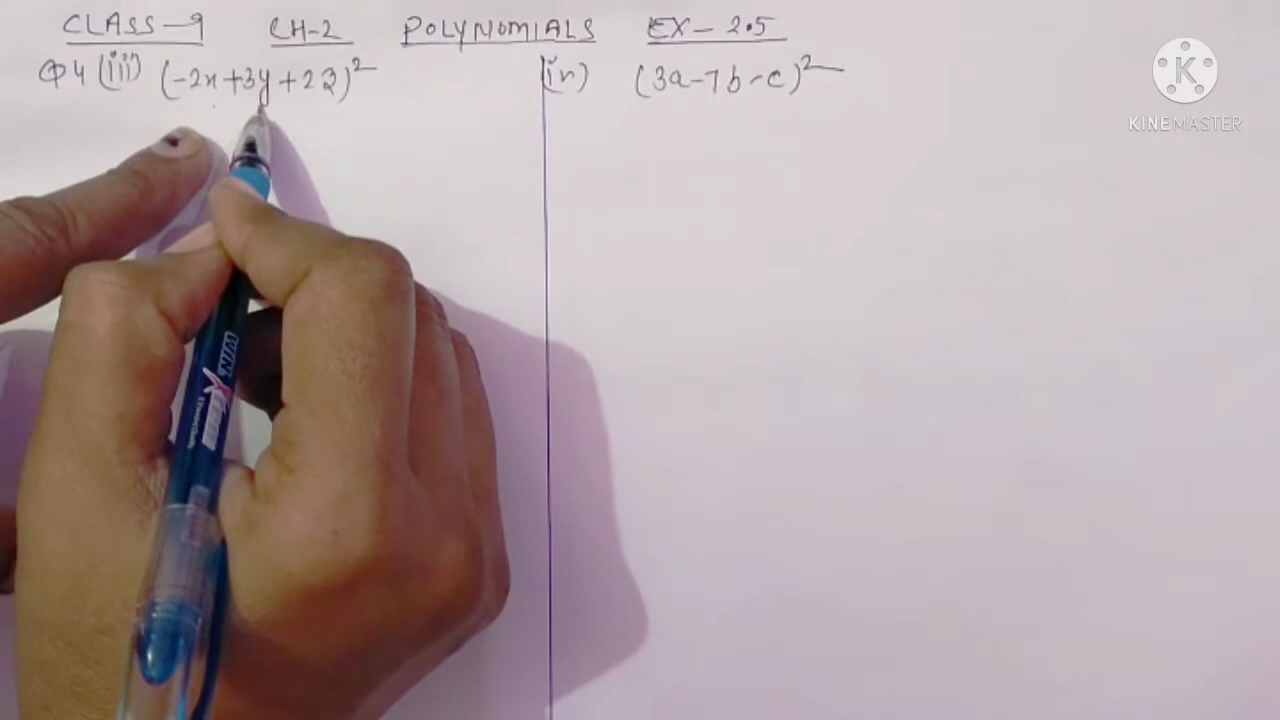 CLASS-9 CH-2 POLYNOMIALS EX-2.5
Q4 (iii) (-2x+3y+2z)² (iv) (3a-7b-c)²
KINEMASTER
WIN